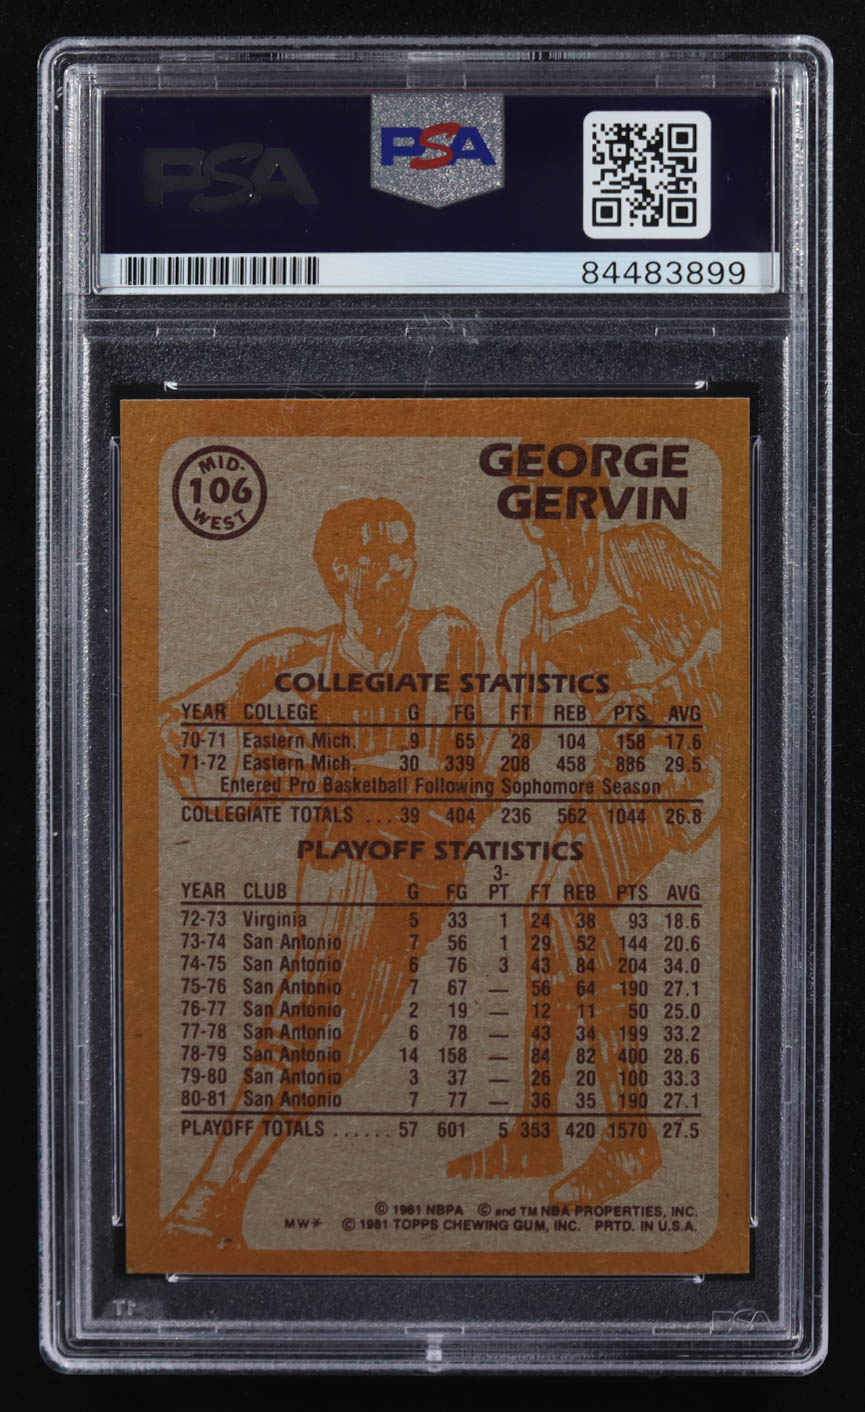 PSA PSA
84483899
MID-
106
WEST
GEORGE
GERVIN
COLLEGIATE STATISTICS
YEAR COLLEGE G FG FT REB PTS AVG
70-71 Eastern Mich. 9 65 28 104 158 17.6
71-72 Eastern Mich. 30 339 208 458 886 29.5
Entered Pro Basketball Following Sophomore Season
COLLEGIATE TOTALS ...39 404 236 562 1044 26.8
PLAYOFF STATISTICS
YEAR CLUB G FG 3-PT FT REB PTS AVG
72-73 Virginia 5 33 1 24 38 93 18.6
73-74 San Antonio 7 56 1 29 52 144 20.6
74-75 San Antonio 6 76 3 43 84 204 34.0
75-76 San Antonio 7 67 — 56 64 190 27.1
76-77 San Antonio 2 19 — 12 11 50 25.0
77-78 San Antonio 6 78 — 43 34 199 33.2
78-79 San Antonio 14 158 — 84 82 400 28.6
79-80 San Antonio 3 37 — 26 20 100 33.3
80-81 San Antonio 7 77 — 36 35 190 27.1
PLAYOFF TOTALS ...... 57 601 5 353 420 1570 27.5
© 1981 NBPA © and TM NBA PROPERTIES, INC.
MW* © 1981 TOPPS CHEWING GUM, INC. PRTD. IN U.S.A.
PSA